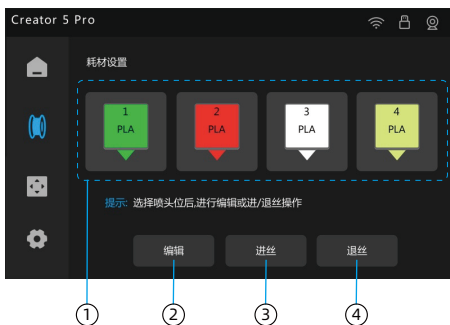 Creator 5 Pro
耗材设置
1 2 3 4
PLA PLA PLA PLA
提示: 选择喷头位后,进行编辑或进/退丝操作
编辑 进丝 退丝
1 2 3 4